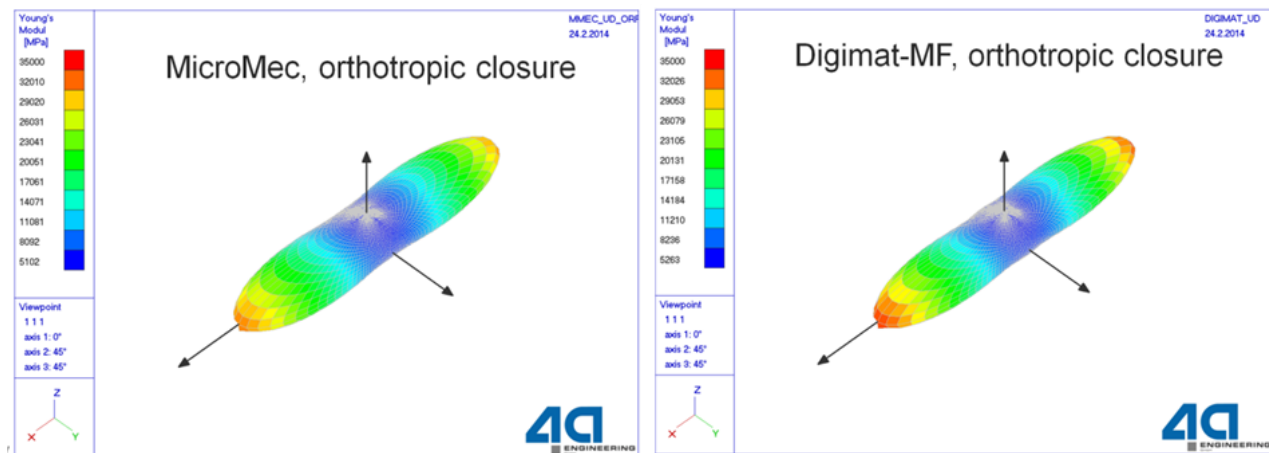 Young's
Modul
[MPa]
MMEC_UD_ORF
24.2.2014
MicroMec, orthotropic closure
35000
32010
29020
26031
23041
20051
17061
14071
11081
8092
5102
Viewpoint
1 1 1
axis 1: 0°
axis 2: 45°
axis 3: 45°
Z
X
Y
4a
ENGINEERING
Young's
Modul
[MPa]
DIGIMAT_UD
24.2.2014
Digimat-MF, orthotropic closure
35000
32026
29053
26079
23105
20131
17158
14184
11210
8236
5263
Viewpoint
1 1 1
axis 1: 0°
axis 2: 45°
axis 3: 45°
Z
X
Y
4a
ENGINEERING